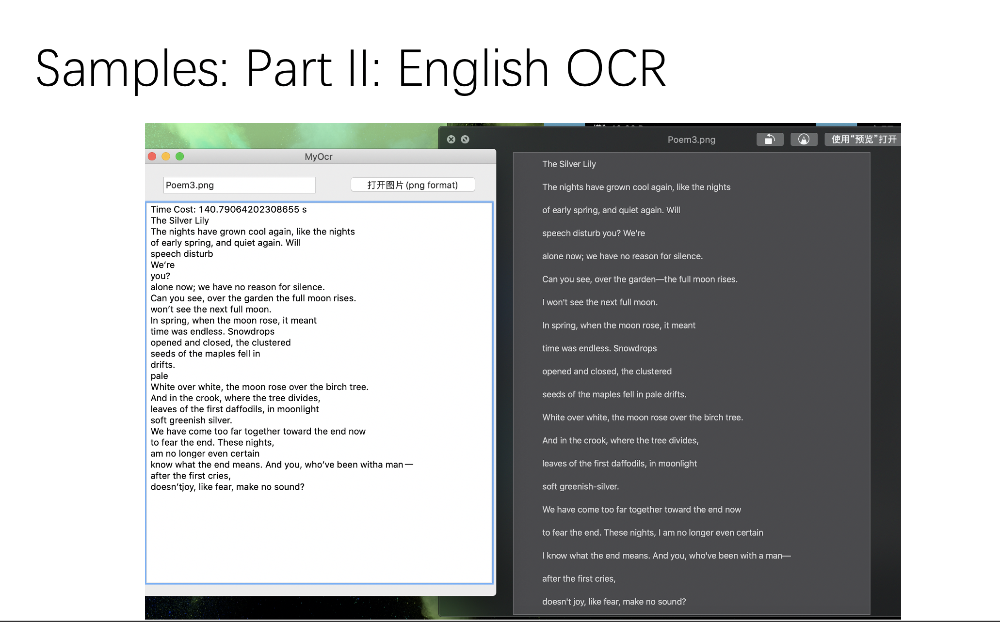 Samples: Part II: English OCR
MyOcr
Poem3.png
打开图片 (png format)
Time Cost: 140.79064202308655 s
The Silver Lily
The nights have grown cool again, like the nights
of early spring, and quiet again. Will
speech disturb
We’re
you?
alone now; we have no reason for silence.
Can you see, over the garden the full moon rises.
won’t see the next full moon.
In spring, when the moon rose, it meant
time was endless. Snowdrops
opened and closed, the clustered
seeds of the maples fell in
drifts.
pale
White over white, the moon rose over the birch tree.
And in the crook, where the tree divides,
leaves of the first daffodils, in moonlight
soft greenish silver.
We have come too far together toward the end now
to fear the end. These nights,
am no longer even certain
know what the end means. And you, who’ve been witha man—
after the first cries,
doesn’tjoy, like fear, make no sound?
Poem3.png
使用“预览”打开
The Silver Lily
The nights have grown cool again, like the nights
of early spring, and quiet again. Will
speech disturb you? We're
alone now; we have no reason for silence.
Can you see, over the garden—the full moon rises.
I won't see the next full moon.
In spring, when the moon rose, it meant
time was endless. Snowdrops
opened and closed, the clustered
seeds of the maples fell in pale drifts.
White over white, the moon rose over the birch tree.
And in the crook, where the tree divides,
leaves of the first daffodils, in moonlight
soft greenish-silver.
We have come too far together toward the end now
to fear the end. These nights, I am no longer even certain
I know what the end means. And you, who've been with a man—
after the first cries,
doesn't joy, like fear, make no sound?